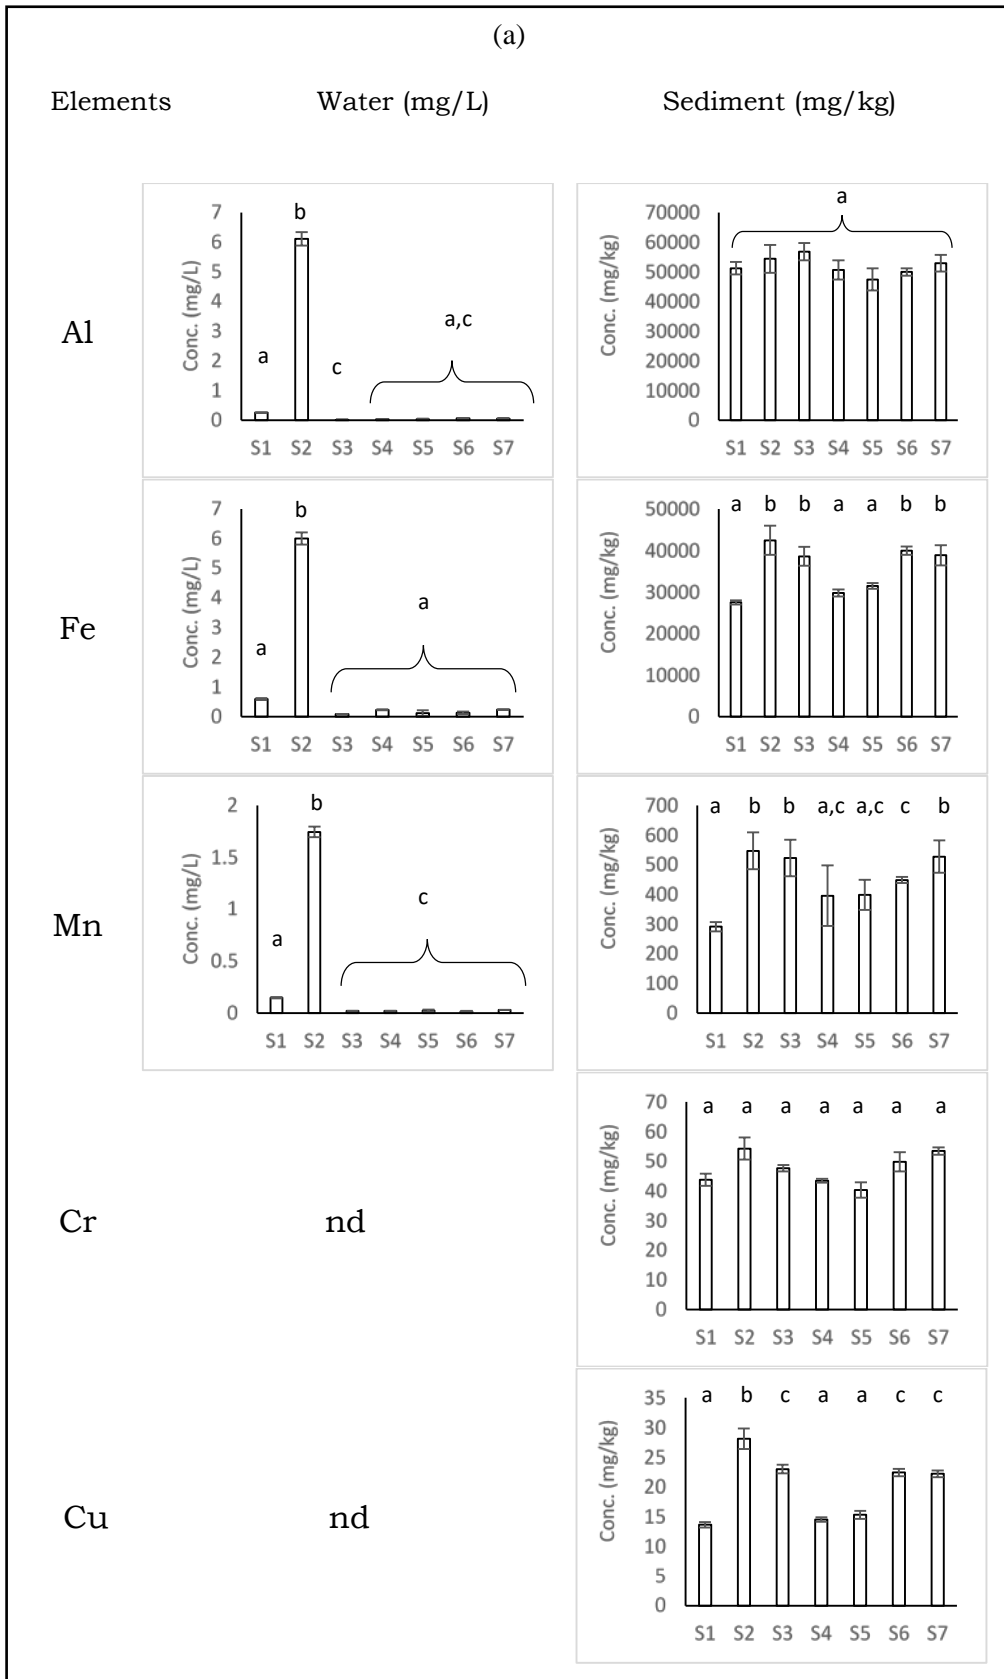 (a)
Elements Water (mg/L) Sediment (mg/kg)
Al
Conc. (mg/L)
7
6
5
4
3
2
1
0
a b c a,c
S1 S2 S3 S4 S5 S6 S7
Conc. (mg/kg)
70000
60000
50000
40000
30000
20000
10000
0
a
S1 S2 S3 S4 S5 S6 S7
Fe
Conc. (mg/L)
7
6
5
4
3
2
1
0
a b a
S1 S2 S3 S4 S5 S6 S7
Conc. (mg/kg)
50000
40000
30000
20000
10000
0
a b b a a b b
S1 S2 S3 S4 S5 S6 S7
Mn
Conc. (mg/L)
2
1.5
1
0.5
0
a b c
S1 S2 S3 S4 S5 S6 S7
Conc. (mg/kg)
700
600
500
400
300
200
100
0
a b b a,c a,c c b
S1 S2 S3 S4 S5 S6 S7
Cr nd
Conc. (mg/kg)
70
60
50
40
30
20
10
0
a a a a a a a
S1 S2 S3 S4 S5 S6 S7
Cu nd
Conc. (mg/kg)
35
30
25
20
15
10
5
0
a b c a a c c
S1 S2 S3 S4 S5 S6 S7